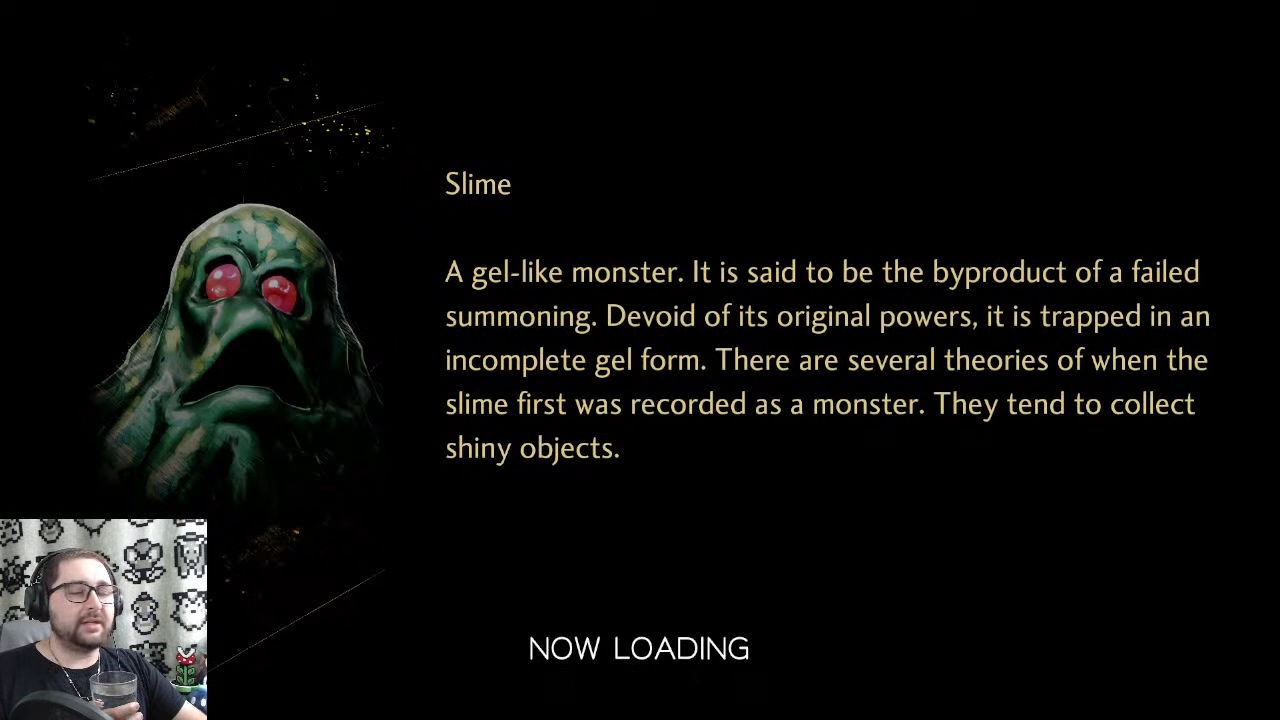 Slime
A gel-like monster. It is said to be the byproduct of a failed
summoning. Devoid of its original powers, it is trapped in an
incomplete gel form. There are several theories of when the
slime first was recorded as a monster. They tend to collect
shiny objects.
NOW LOADING